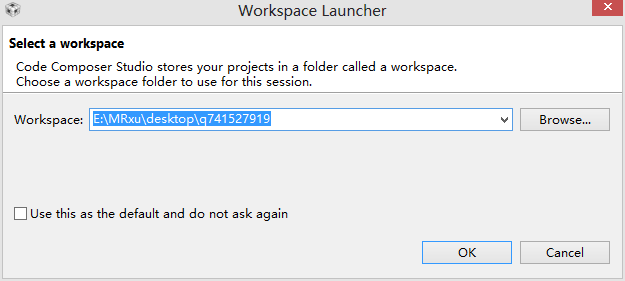 Workspace Launcher
Select a workspace
Code Composer Studio stores your projects in a folder called a workspace.
Choose a workspace folder to use for this session.
Workspace: E:\MRxu\desktop\q741527919 Browse...
Use this as the default and do not ask again
OK Cancel